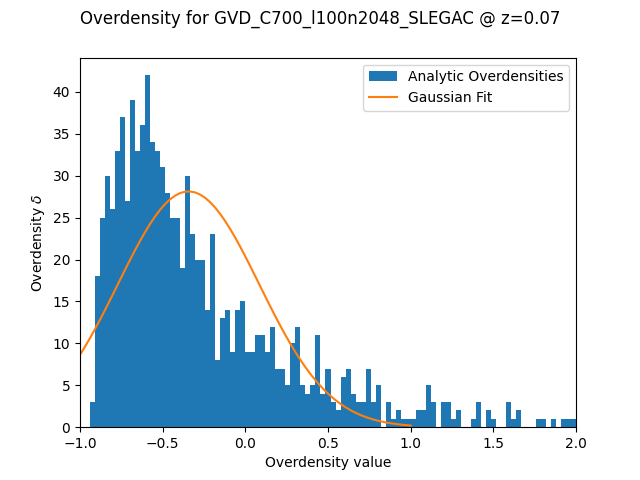 Overdensity for GVD_C700_l100n2048_SLEGAC @ z=0.07
Analytic Overdensities
Gaussian Fit
Overdensity δ
40
35
30
25
20
15
10
5
0
−1.0 −0.5 0.0 0.5 1.0 1.5 2.0
Overdensity value